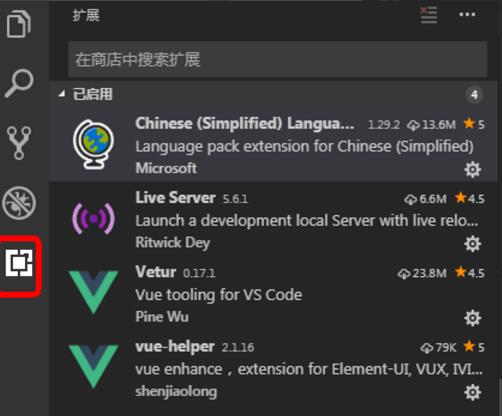 扩展
在商店中搜索扩展
已启用 4
Chinese (Simplified) Langua... 1.29.2 13.6M 5
Language pack extension for Chinese (Simplified)
Microsoft
Live Server 5.6.1 6.6M 4.5
Launch a development local Server with live relo...
Ritwick Dey
Vetur 0.17.1 23.8M 4.5
Vue tooling for VS Code
Pine Wu
vue-helper 2.1.16 79K 5
vue enhance，extension for Element-UI, VUX, IVI...
shenjiaolong